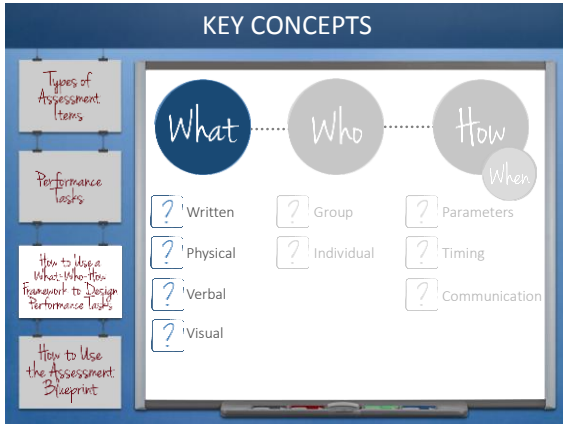 KEY CONCEPTS
Types of
Assessment
Items
Performance
Tasks
How to Use a
What-Who-How
Framework to Design
Performance Tasks
How to Use
the Assessment
Blueprint
What
Who
How
When
? Written
? Physical
? Verbal
? Visual
? Group
? Individual
? Parameters
? Timing
? Communication